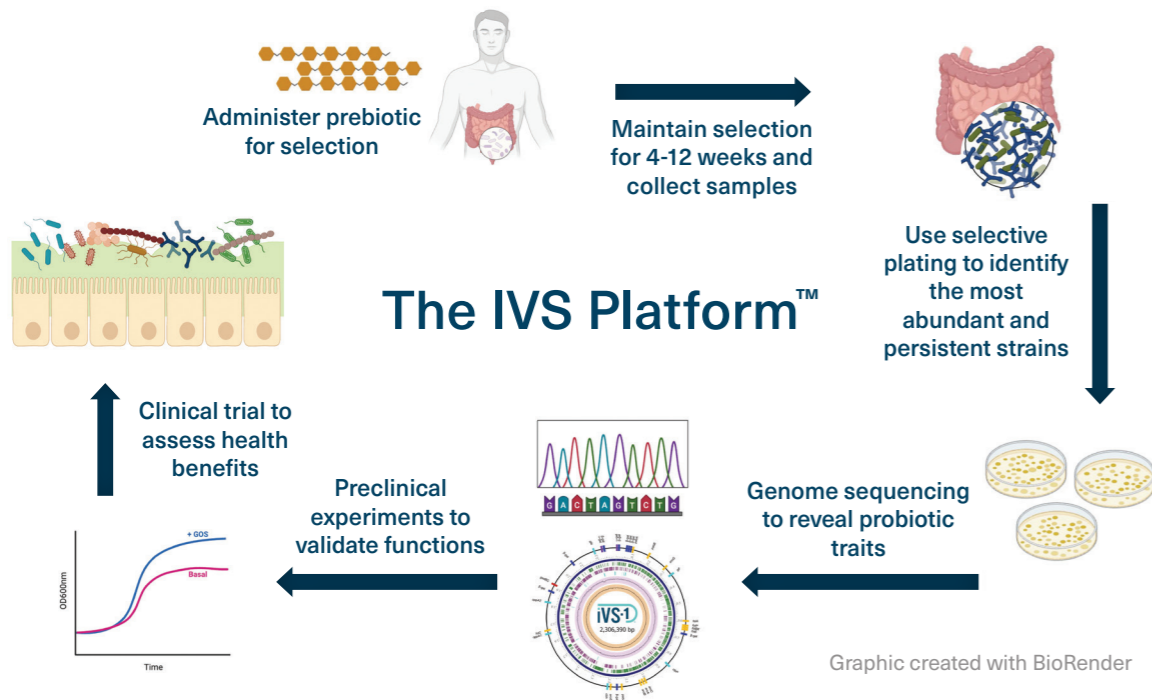 Administer prebiotic
for selection
Maintain selection
for 4-12 weeks and
collect samples
Use selective
plating to identify
the most
abundant and
persistent strains
The IVS Platform™
Clinical trial to
assess health
benefits
Preclinical
experiments to
validate functions
Genome sequencing
to reveal probiotic
traits
G A C T A G T C T G
iVS-1
2,306,390 bp
+ GOS
Basal
OD600nm
Time
Graphic created with BioRender